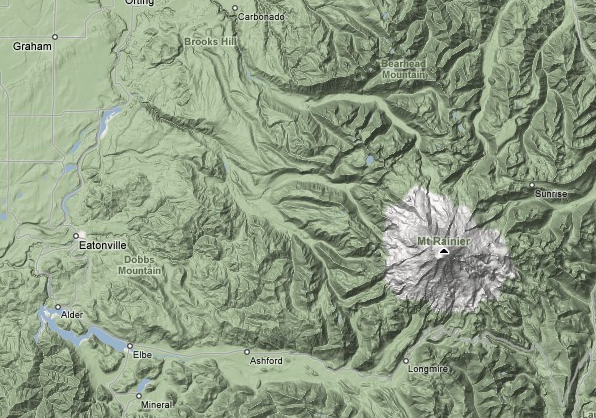 Orting
Carbonado
Graham
Brooks Hill
Bearhead
Mountain
Sunrise
Mt Rainier
Eatonville
Dobbs
Mountain
Alder
Elbe
Ashford
Longmire
Mineral